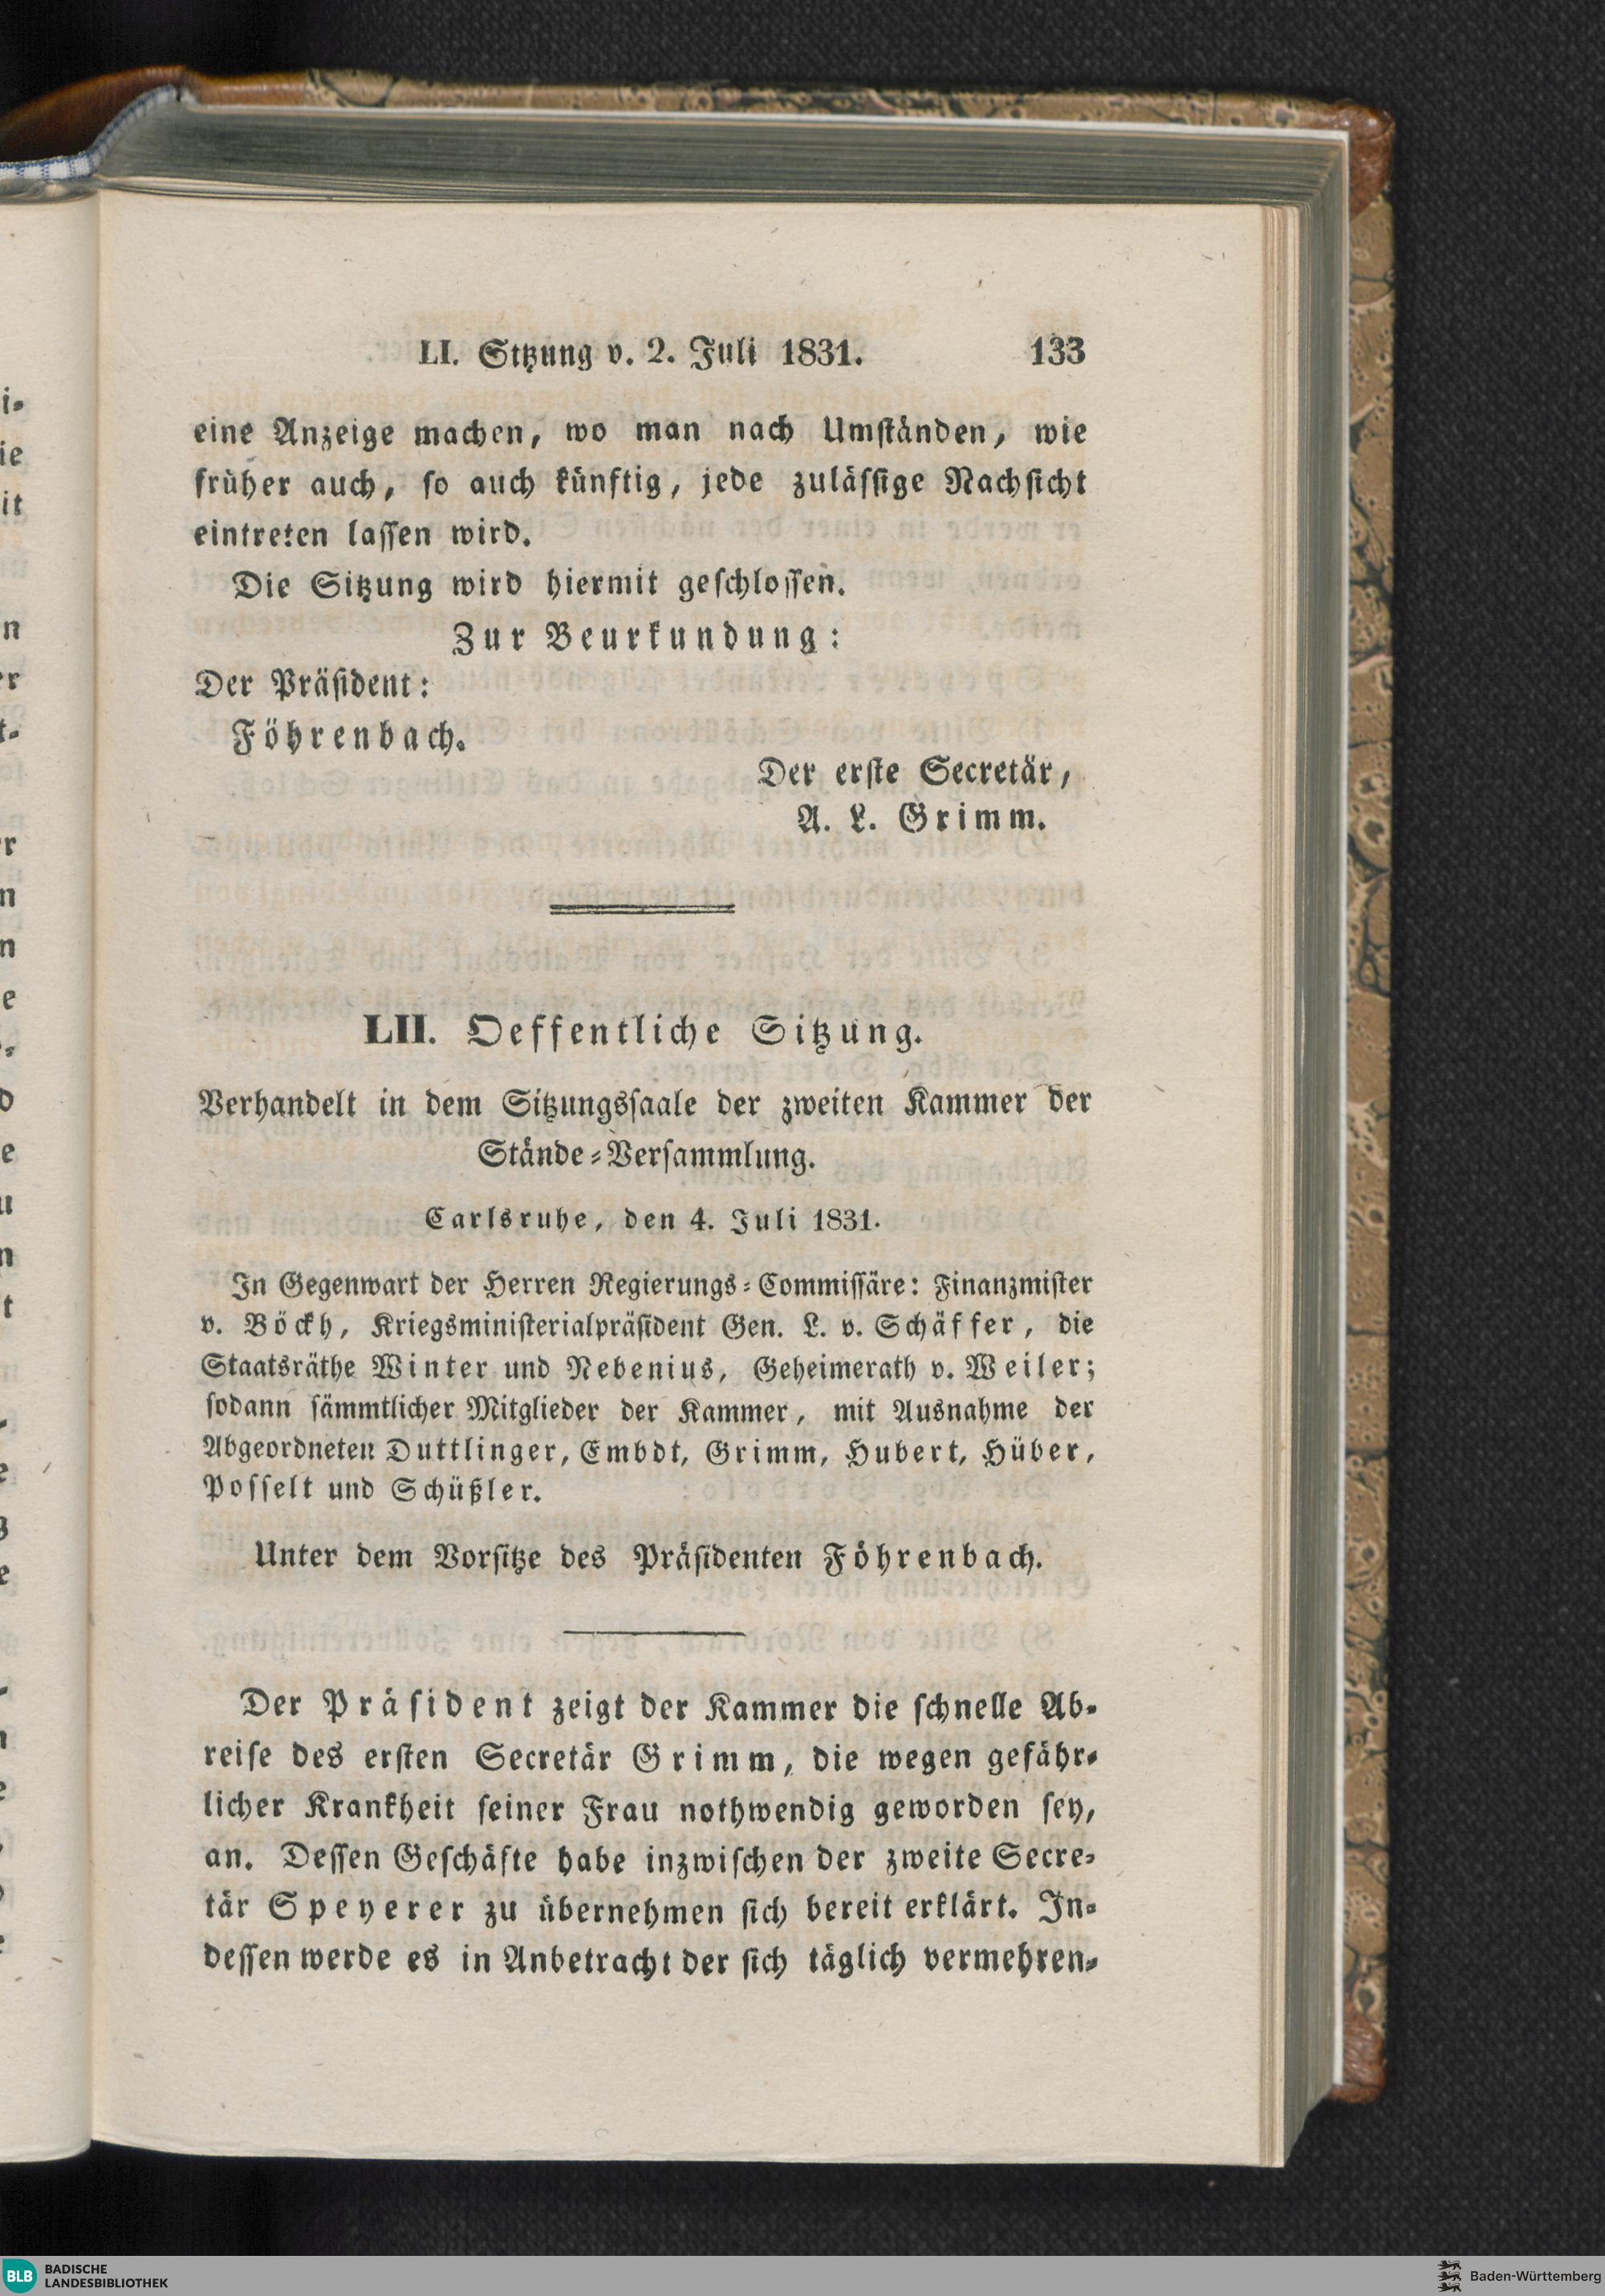 LI. Stzung v. 2. Juli 1831. 133
eine Anzeige machen, wo man nach Umständen, wie
früher auch, so auch künftig, jede zulässige Nachsicht
eintreten lassen wird.
Die Sitzung wird hiermit geschlossen.
Zur Beurkundung:
Der Präsident:
Föhrenbach.
Der erste Secretär,
A. L. Grimm.
LII. Oeffentliche Sitzung.
Verhandelt in dem Sitzungssaale der zweiten Kammer der
Stände-Versammlung.
Carlsruhe, den 4. Juli 1831.
In Gegenwart der Herren Regierungs-Commissäre: Finanzmister
v. Böckh, Kriegsministerialpräsident Gen. L. v. Schäffer, die
Staatsräthe Winter und Nebenius, Geheimerath v. Weiler;
sodann sämmtlicher Mitglieder der Kammer, mit Ausnahme der
Abgeordneten Duttlinger, Embdt, Grimm, Hubert, Hüber,
Posselt und Schüßler.
Unter dem Vorsitze des Präsidenten Föhrenbach.
Der Präsident zeigt der Kammer die schnelle Ab-
reise des ersten Secretär Grimm, die wegen gefähr-
licher Krankheit seiner Frau nothwendig geworden sey,
an. Dessen Geschäfte habe inzwischen der zweite Secre-
tär Speyerer zu übernehmen sich bereit erklärt. In-
dessen werde es in Anbetracht der sich täglich vermehren-
BLB BADISCHE
LANDESBIBLIOTHEK
Baden-Württemberg